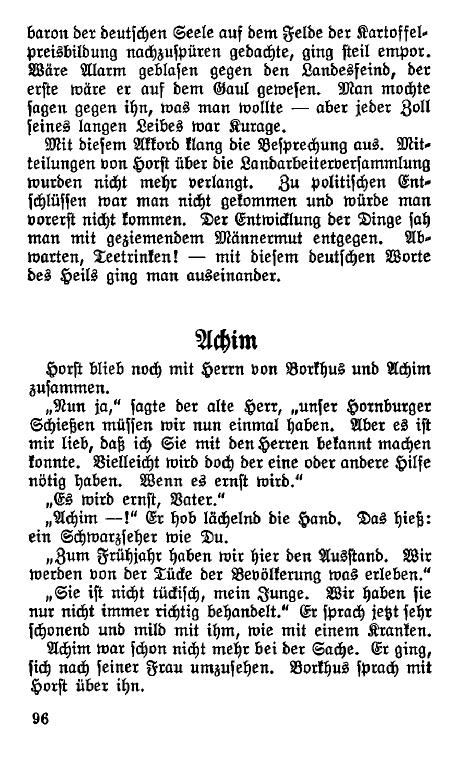 baron der deutschen Seele auf dem Felde der Kartoffel-
preisbildung nachzuspüren gedachte, ging steil empor.
Wäre Alarm geblasen gegen den Landesfeind, der
erste wäre er auf dem Gaul gewesen. Man mochte
sagen gegen ihn, was man wollte — aber jeder Zoll
seines langen Leibes war Kurage.
Mit diesem Akkord klang die Besprechung aus. Mit-
teilungen von Horst über die Landarbeiterversammlung
wurden nicht mehr verlangt. Zu politischen Ent-
schlüssen war man nicht gekommen und würde man
vorerst nicht kommen. Der Entwicklung der Dinge sah
man mit geziemendem Männermut entgegen. Ab-
warten, Teetrinken! — mit diesem deutschen Worte
des Heils ging man auseinander.
Achim
Horst blieb noch mit Herrn von Borkhus und Achim
zusammen.
„Nun ja,“ sagte der alte Herr, „unser Hornburger
Schießen müssen wir nun einmal haben. Aber es ist
mir lieb, daß ich Sie mit den Herren bekannt machen
konnte. Vielleicht wird doch der eine oder andere Hilfe
nötig haben. Wenn es ernst wird.“
„Es wird ernst, Vater.“
„Achim —!“ Er hob lächelnd die Hand. Das hieß:
ein Schwarzseher wie Du.
„Zum Frühjahr haben wir hier den Ausstand. Wir
werden von der Tücke der Bevölkerung was erleben.“
„Sie ist nicht tückisch, mein Junge. Wir haben sie
nur nicht immer richtig behandelt.“ Er sprach jetzt sehr
schonend und mild mit ihm, wie mit einem Kranken.
Achim war schon nicht mehr bei der Sache. Er ging,
sich nach seiner Frau umzusehen. Borkhus sprach mit
Horst über ihn.
96